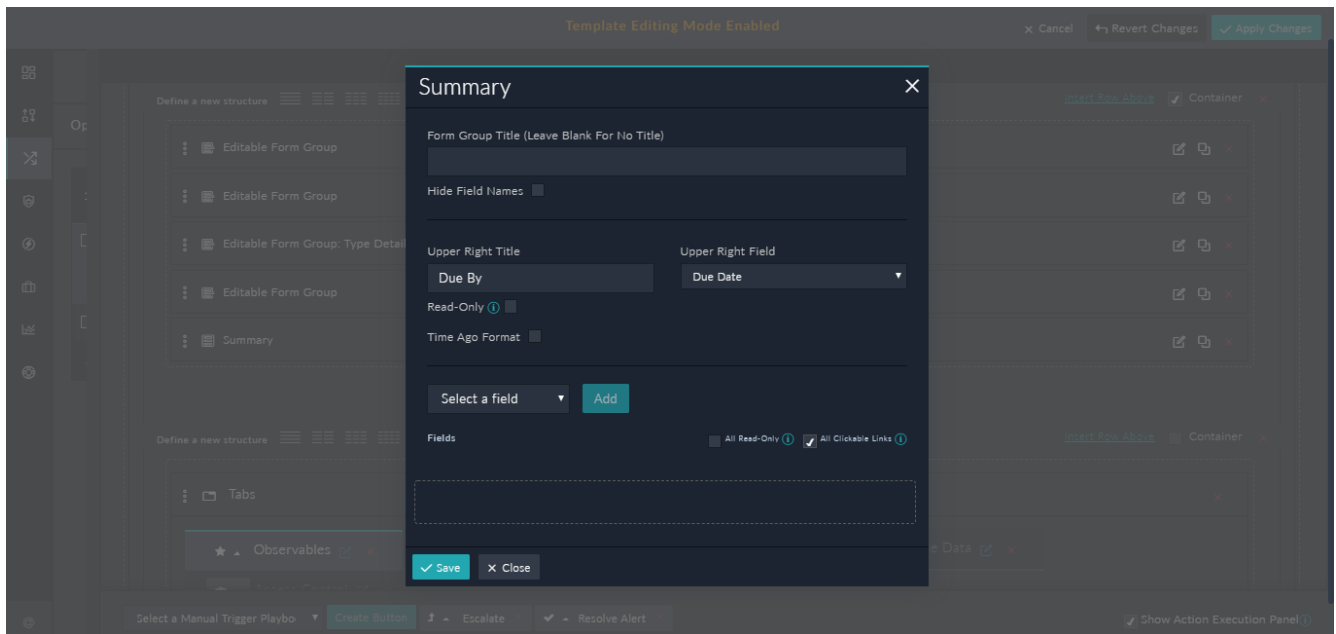 Template Editing Mode Enabled
Cancel
Revert Changes
Apply Changes
Summary
Define a new structure
Insert Row Above
Container
Op
Form Group Title (Leave Blank For No Title)
Editable Form Group
Hide Field Names
Editable Form Group
Editable Form Group: Type Detail
Upper Right Title
Upper Right Field
Due By
Due Date
Editable Form Group
Read-Only
Time Ago Format
Summary
Select a field
Add
Define a new structure
Fields
All Read-Only
All Clickable Links
Insert Row Above
Container
Tabs
Observables
e Data
Save
Close
Select a Manual Trigger Playbo
Create Button
Escalate
Resolve Alert
Show Action Execution Panel